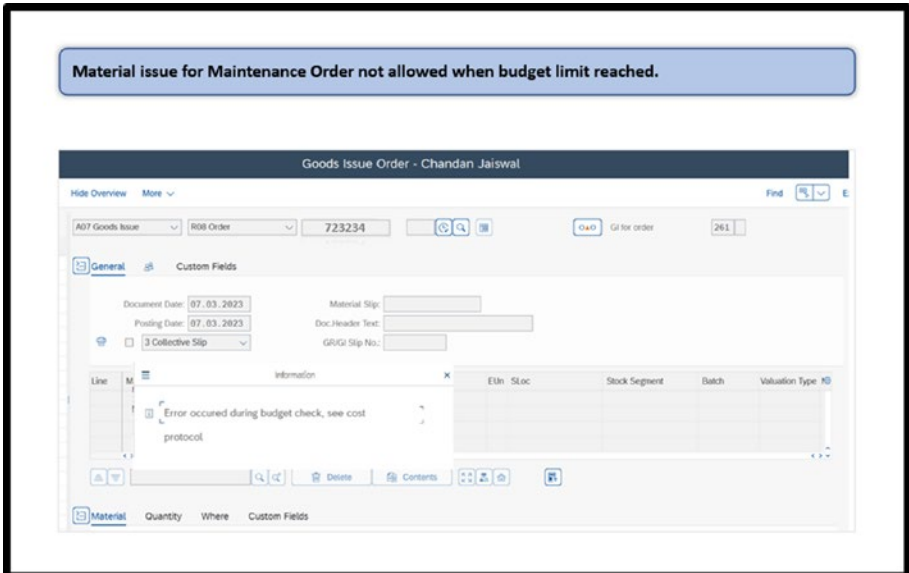 Material issue for Maintenance Order not allowed when budget limit reached.
Goods Issue Order - Chandan Jaiswal
Hide Overview More Find E
A07 Goods Issue R08 Order 723234 GI for order 261
General Custom Fields
Document Date: 07.03.2023 Material Slip:
Posting Date: 07.03.2023 Doc.Header Text:
3 Collective Slip GR/GI Slip No.:
Line M Information EUn SLoc Stock Segment Batch Valuation Type
Error occured during budget check, see cost
protocol
Delete Contents
Material Quantity Where Custom Fields